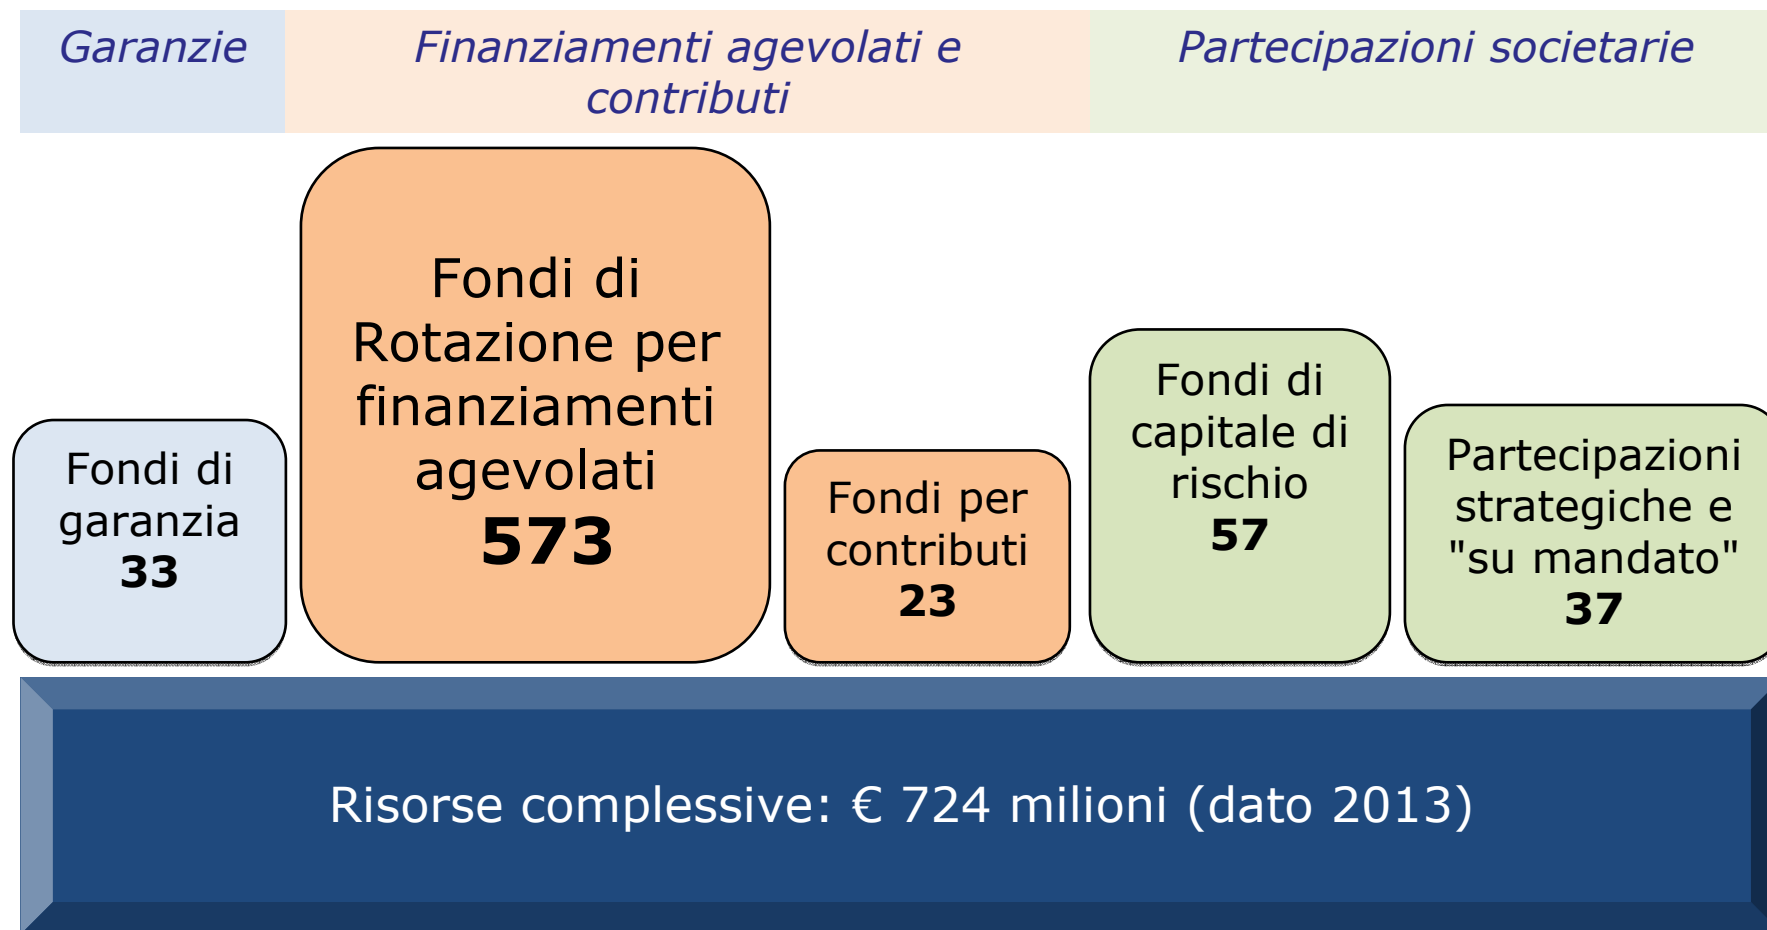 Garanzie
Finanziamenti agevolati e
contributi
Partecipazioni societarie
Fondi di
garanzia
33
Fondi di
Rotazione per
finanziamenti
agevolati
573
Fondi per
contributi
23
Fondi di
capitale di
rischio
57
Partecipazioni
strategiche e
"su mandato"
37
Risorse complessive: € 724 milioni (dato 2013)